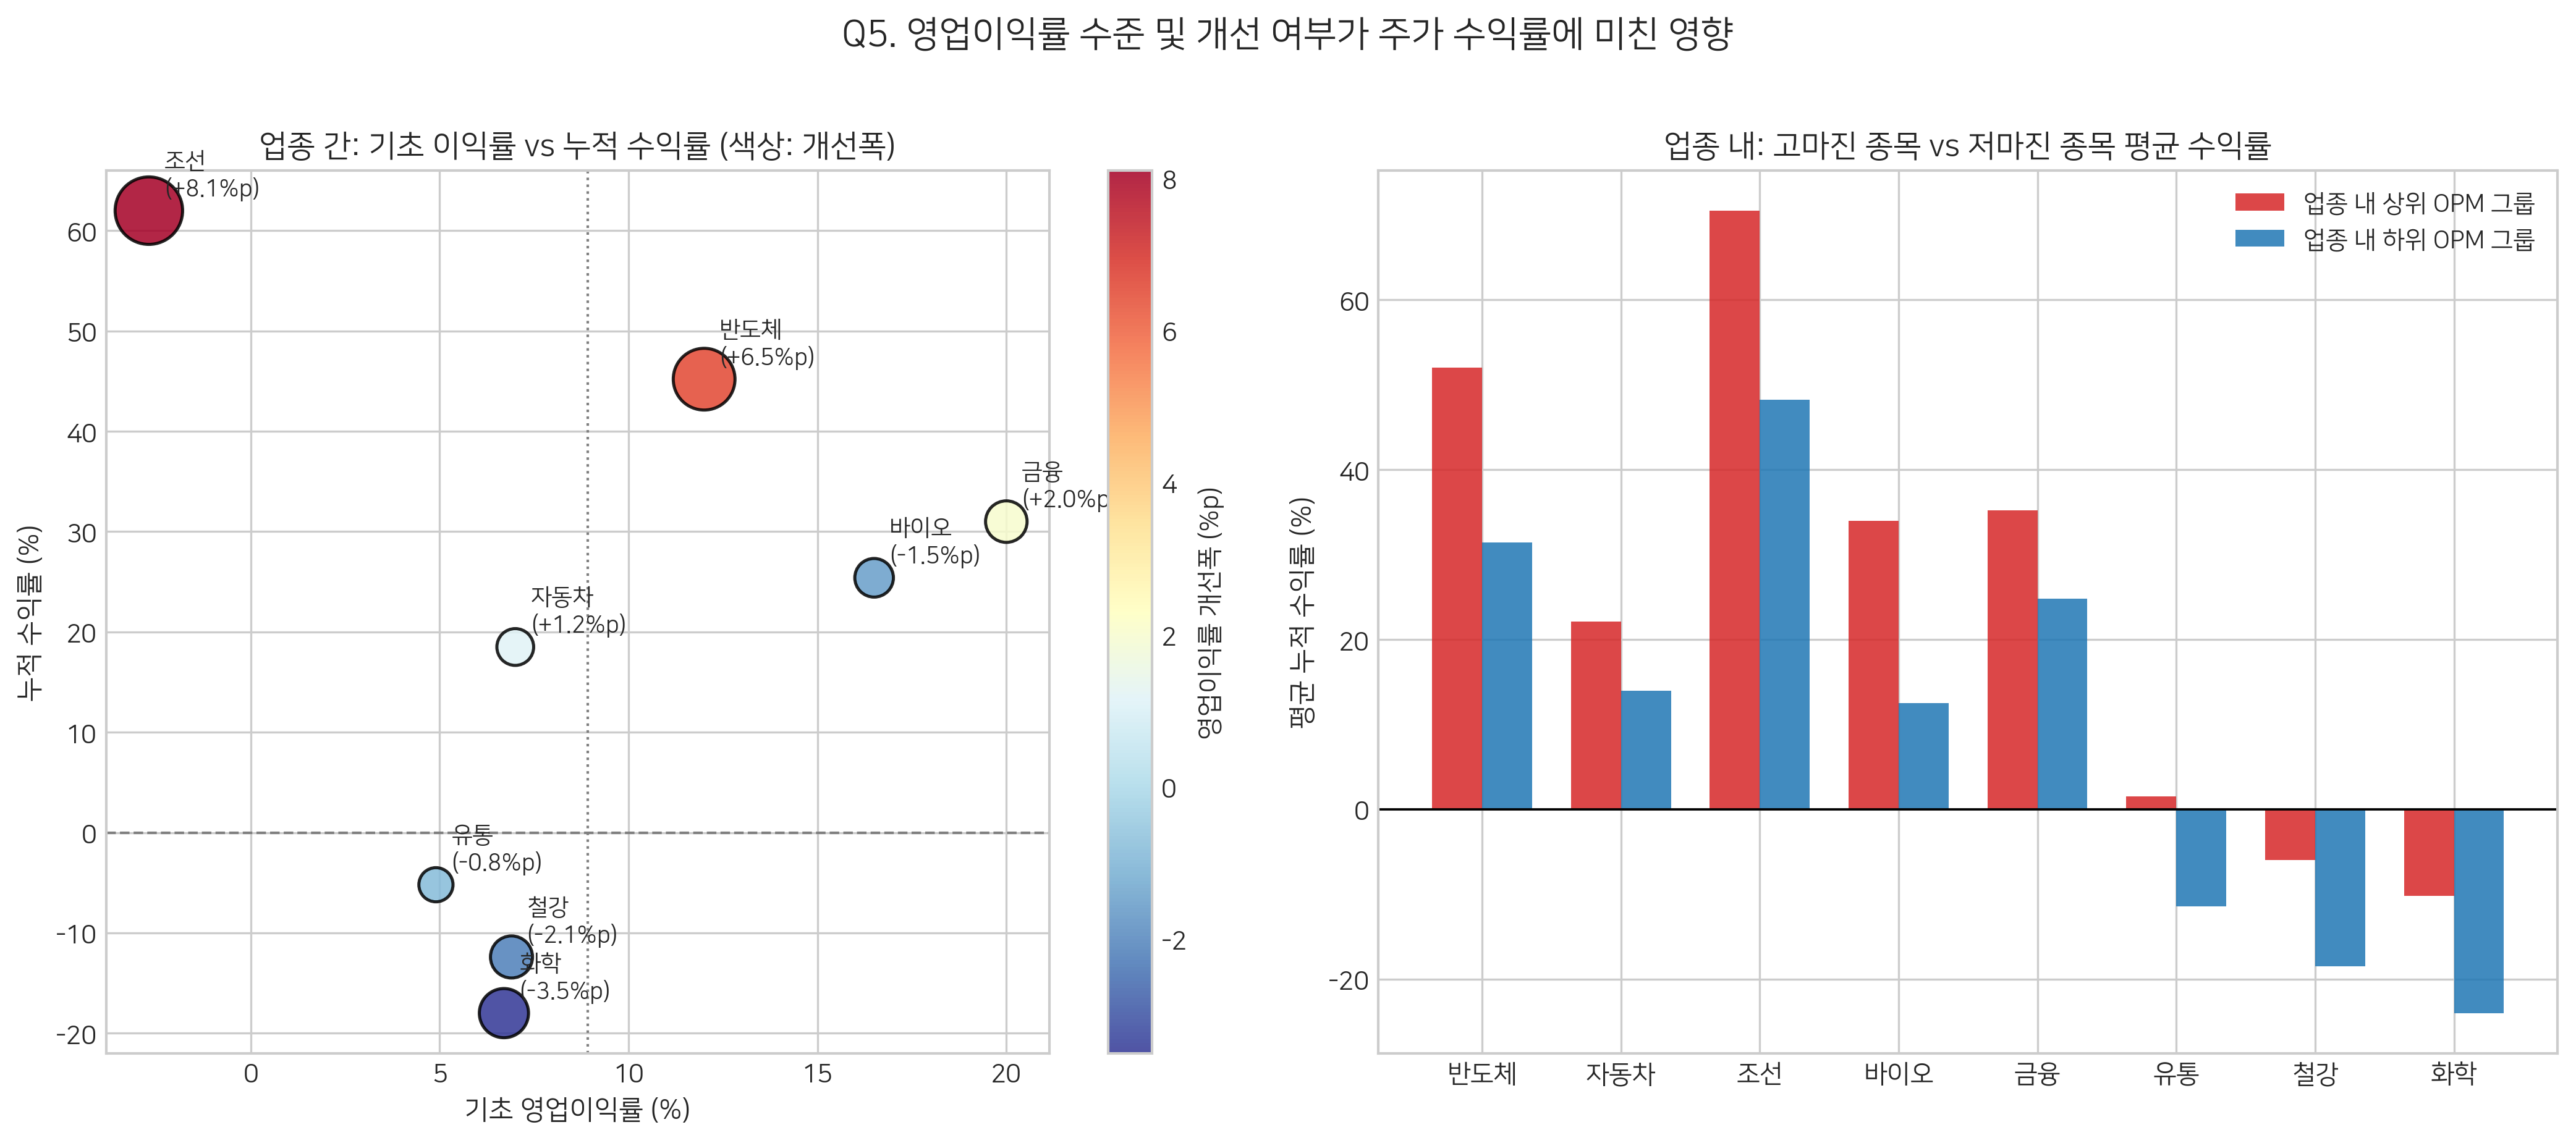 Q5. 영업이익률 수준 및 개선 여부가 주가 수익률에 미친 영향
업종 간: 기초 이익률 vs 누적 수익률 (색상: 개선폭)
조선
(+8.1%p)
반도체
(+6.5%p)
금융
(+2.0%p
바이오
(-1.5%p)
자동차
(+1.2%p)
유통
(-0.8%p)
철강
(-2.1%p)
화학
(-3.5%p)
누적 수익률 (%)
60
50
40
30
20
10
0
-10
-20
0
5
10
15
20
기초 영업이익률 (%)
8
6
4
2
0
-2
영업이익률 개선폭 (%p)
업종 내: 고마진 종목 vs 저마진 종목 평균 수익률
업종 내 상위 OPM 그룹
업종 내 하위 OPM 그룹
평균 누적 수익률 (%)
60
40
20
0
-20
반도체
자동차
조선
바이오
금융
유통
철강
화학